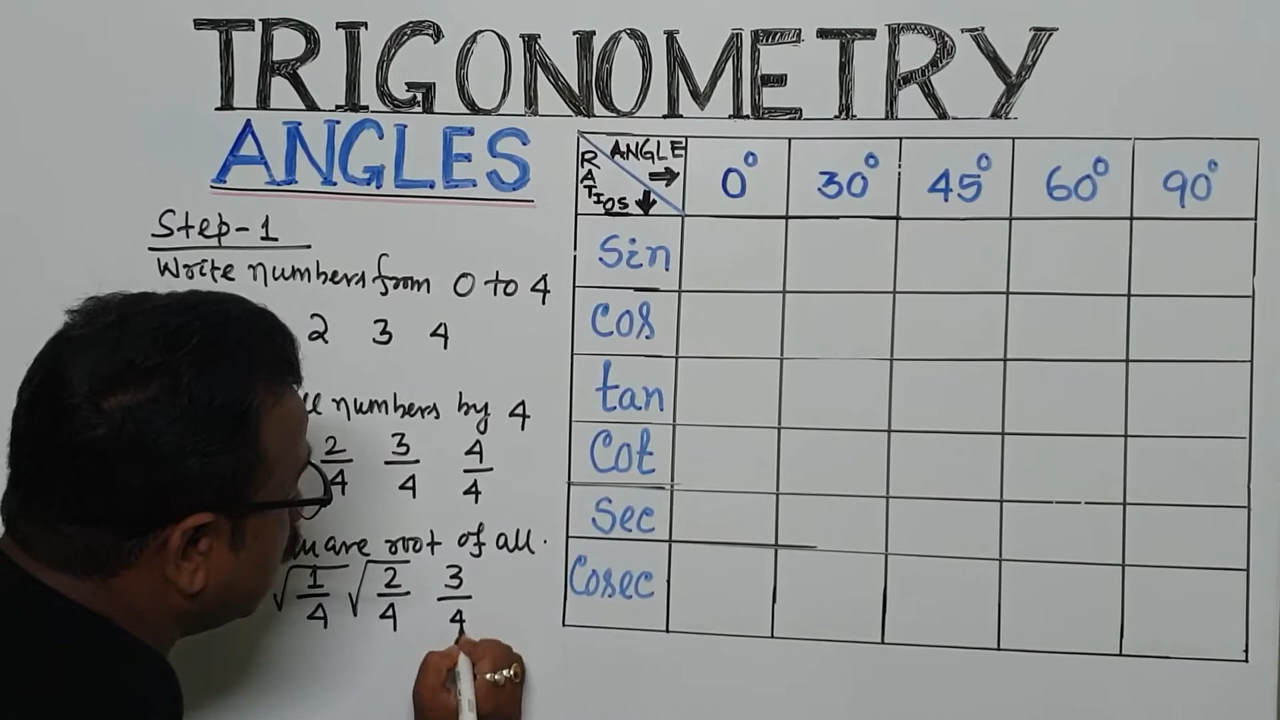 TRIGONOMETRY
ANGLES
Step-1
Write numbers from 0 to 4
2 3 4
numbers by 4
2/4 3/4 4/4
root of all.
√1/4 √2/4 3/4
RATIOS ANGLE → ↓ 0° 30° 45° 60° 90°
Sin
Cos
tan
Cot
Sec
Cosec